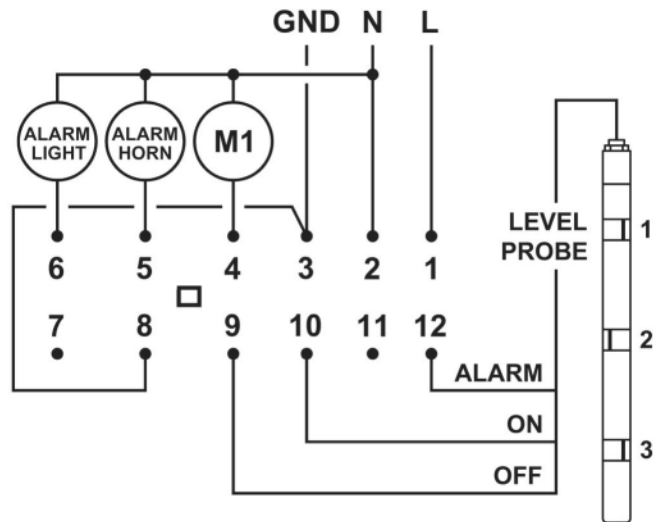 GND N L
ALARM
LIGHT
ALARM
HORN
M1
LEVEL
PROBE
1
6 5 4 3 2 1
2
7 8 9 10 11 12
ALARM
ON
3
OFF